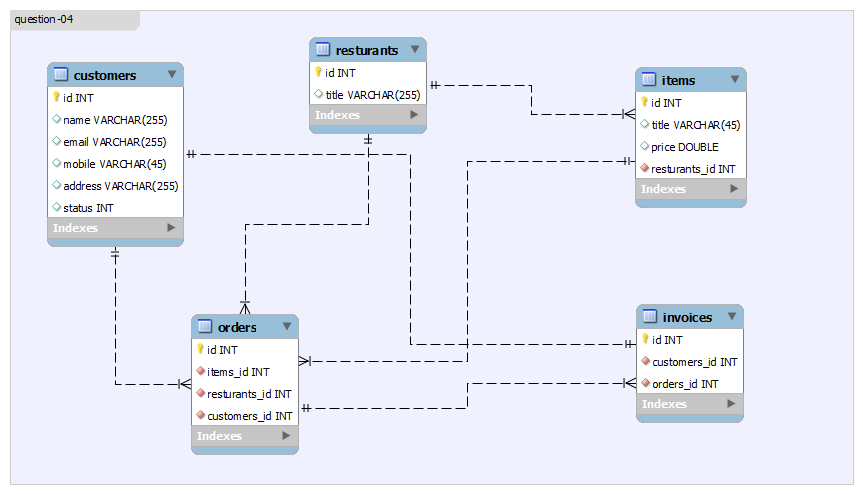 question-04
customers
id INT
name VARCHAR(255)
email VARCHAR(255)
mobile VARCHAR(45)
address VARCHAR(255)
status INT
Indexes
resturants
id INT
title VARCHAR(255)
Indexes
items
id INT
title VARCHAR(45)
price DOUBLE
resturants_id INT
Indexes
orders
id INT
items_id INT
resturants_id INT
customers_id INT
Indexes
invoices
id INT
customers_id INT
orders_id INT
Indexes